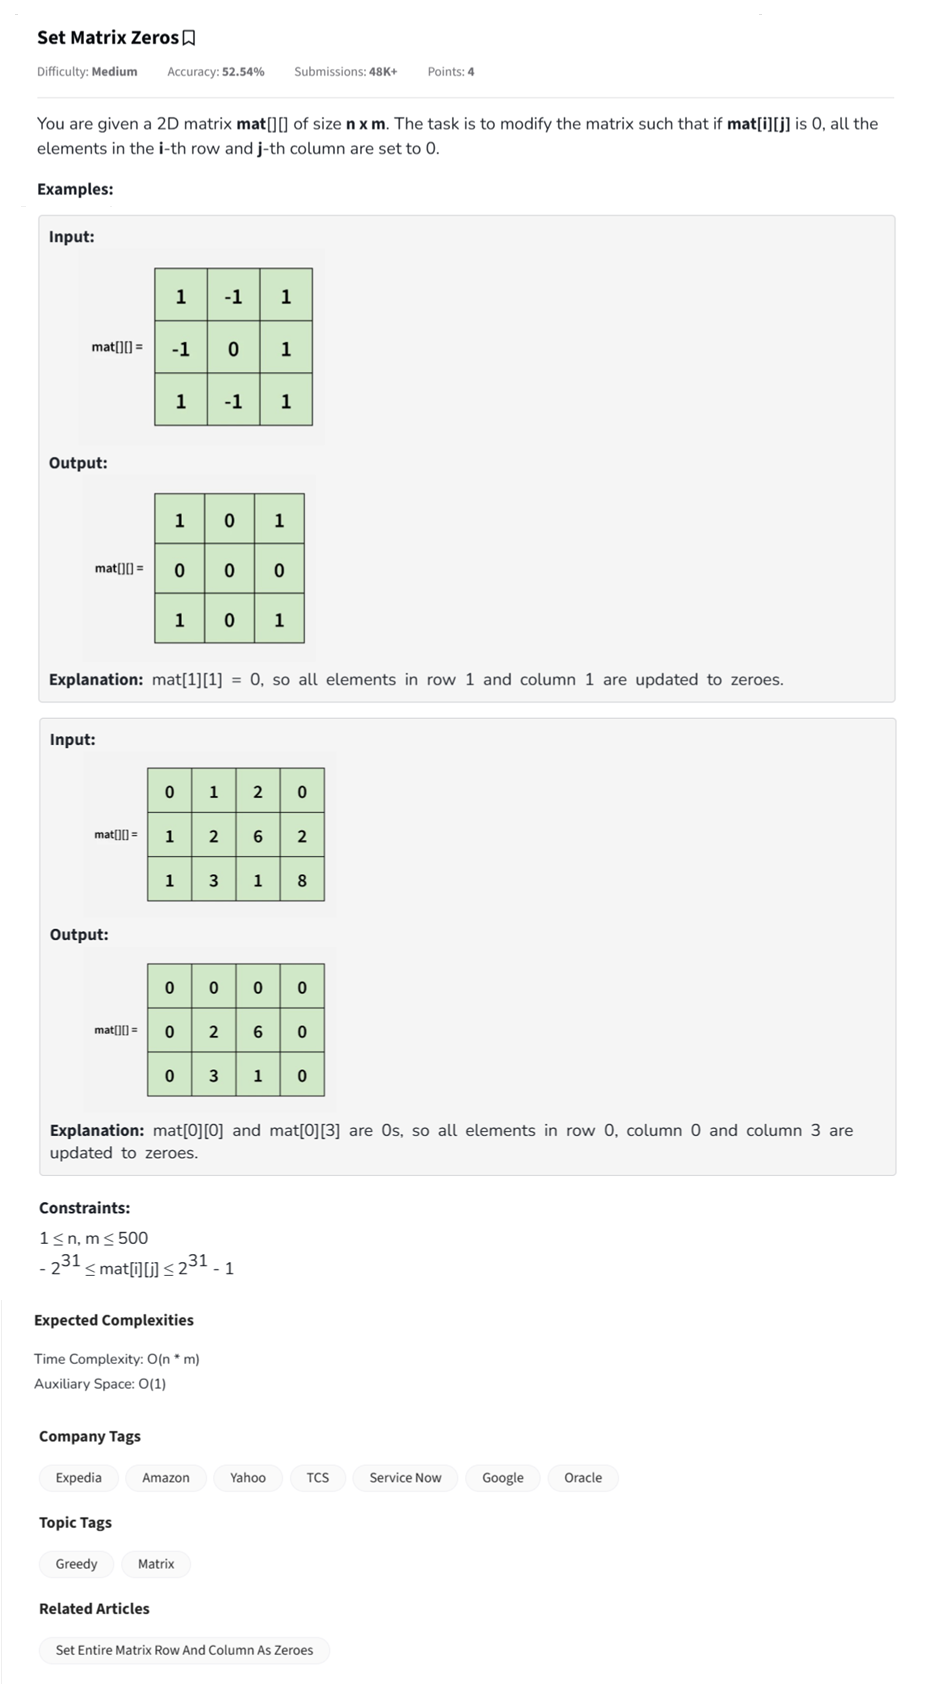 Set Matrix Zeros
Difficulty: Medium Accuracy: 52.54% Submissions: 48K+ Points: 4
You are given a 2D matrix mat[][] of size n x m. The task is to modify the matrix such that if mat[i][j] is 0, all the
elements in the i-th row and j-th column are set to 0.
Examples:
Input:
1 -1 1
mat[][] = -1 0 1
1 -1 1
Output:
1 0 1
mat[][] = 0 0 0
1 0 1
Explanation: mat[1][1] = 0, so all elements in row 1 and column 1 are updated to zeroes.
Input:
0 1 2 0
mat[][] = 1 2 6 2
1 3 1 8
Output:
0 0 0 0
mat[][] = 0 2 6 0
0 3 1 0
Explanation: mat[0][0] and mat[0][3] are 0s, so all elements in row 0, column 0 and column 3 are
updated to zeroes.
Constraints:
1 ≤ n, m ≤ 500
- 2^31 ≤ mat[i][j] ≤ 2^31 - 1
Expected Complexities
Time Complexity: O(n * m)
Auxiliary Space: O(1)
Company Tags
Expedia Amazon Yahoo TCS Service Now Google Oracle
Topic Tags
Greedy Matrix
Related Articles
Set Entire Matrix Row And Column As Zeroes